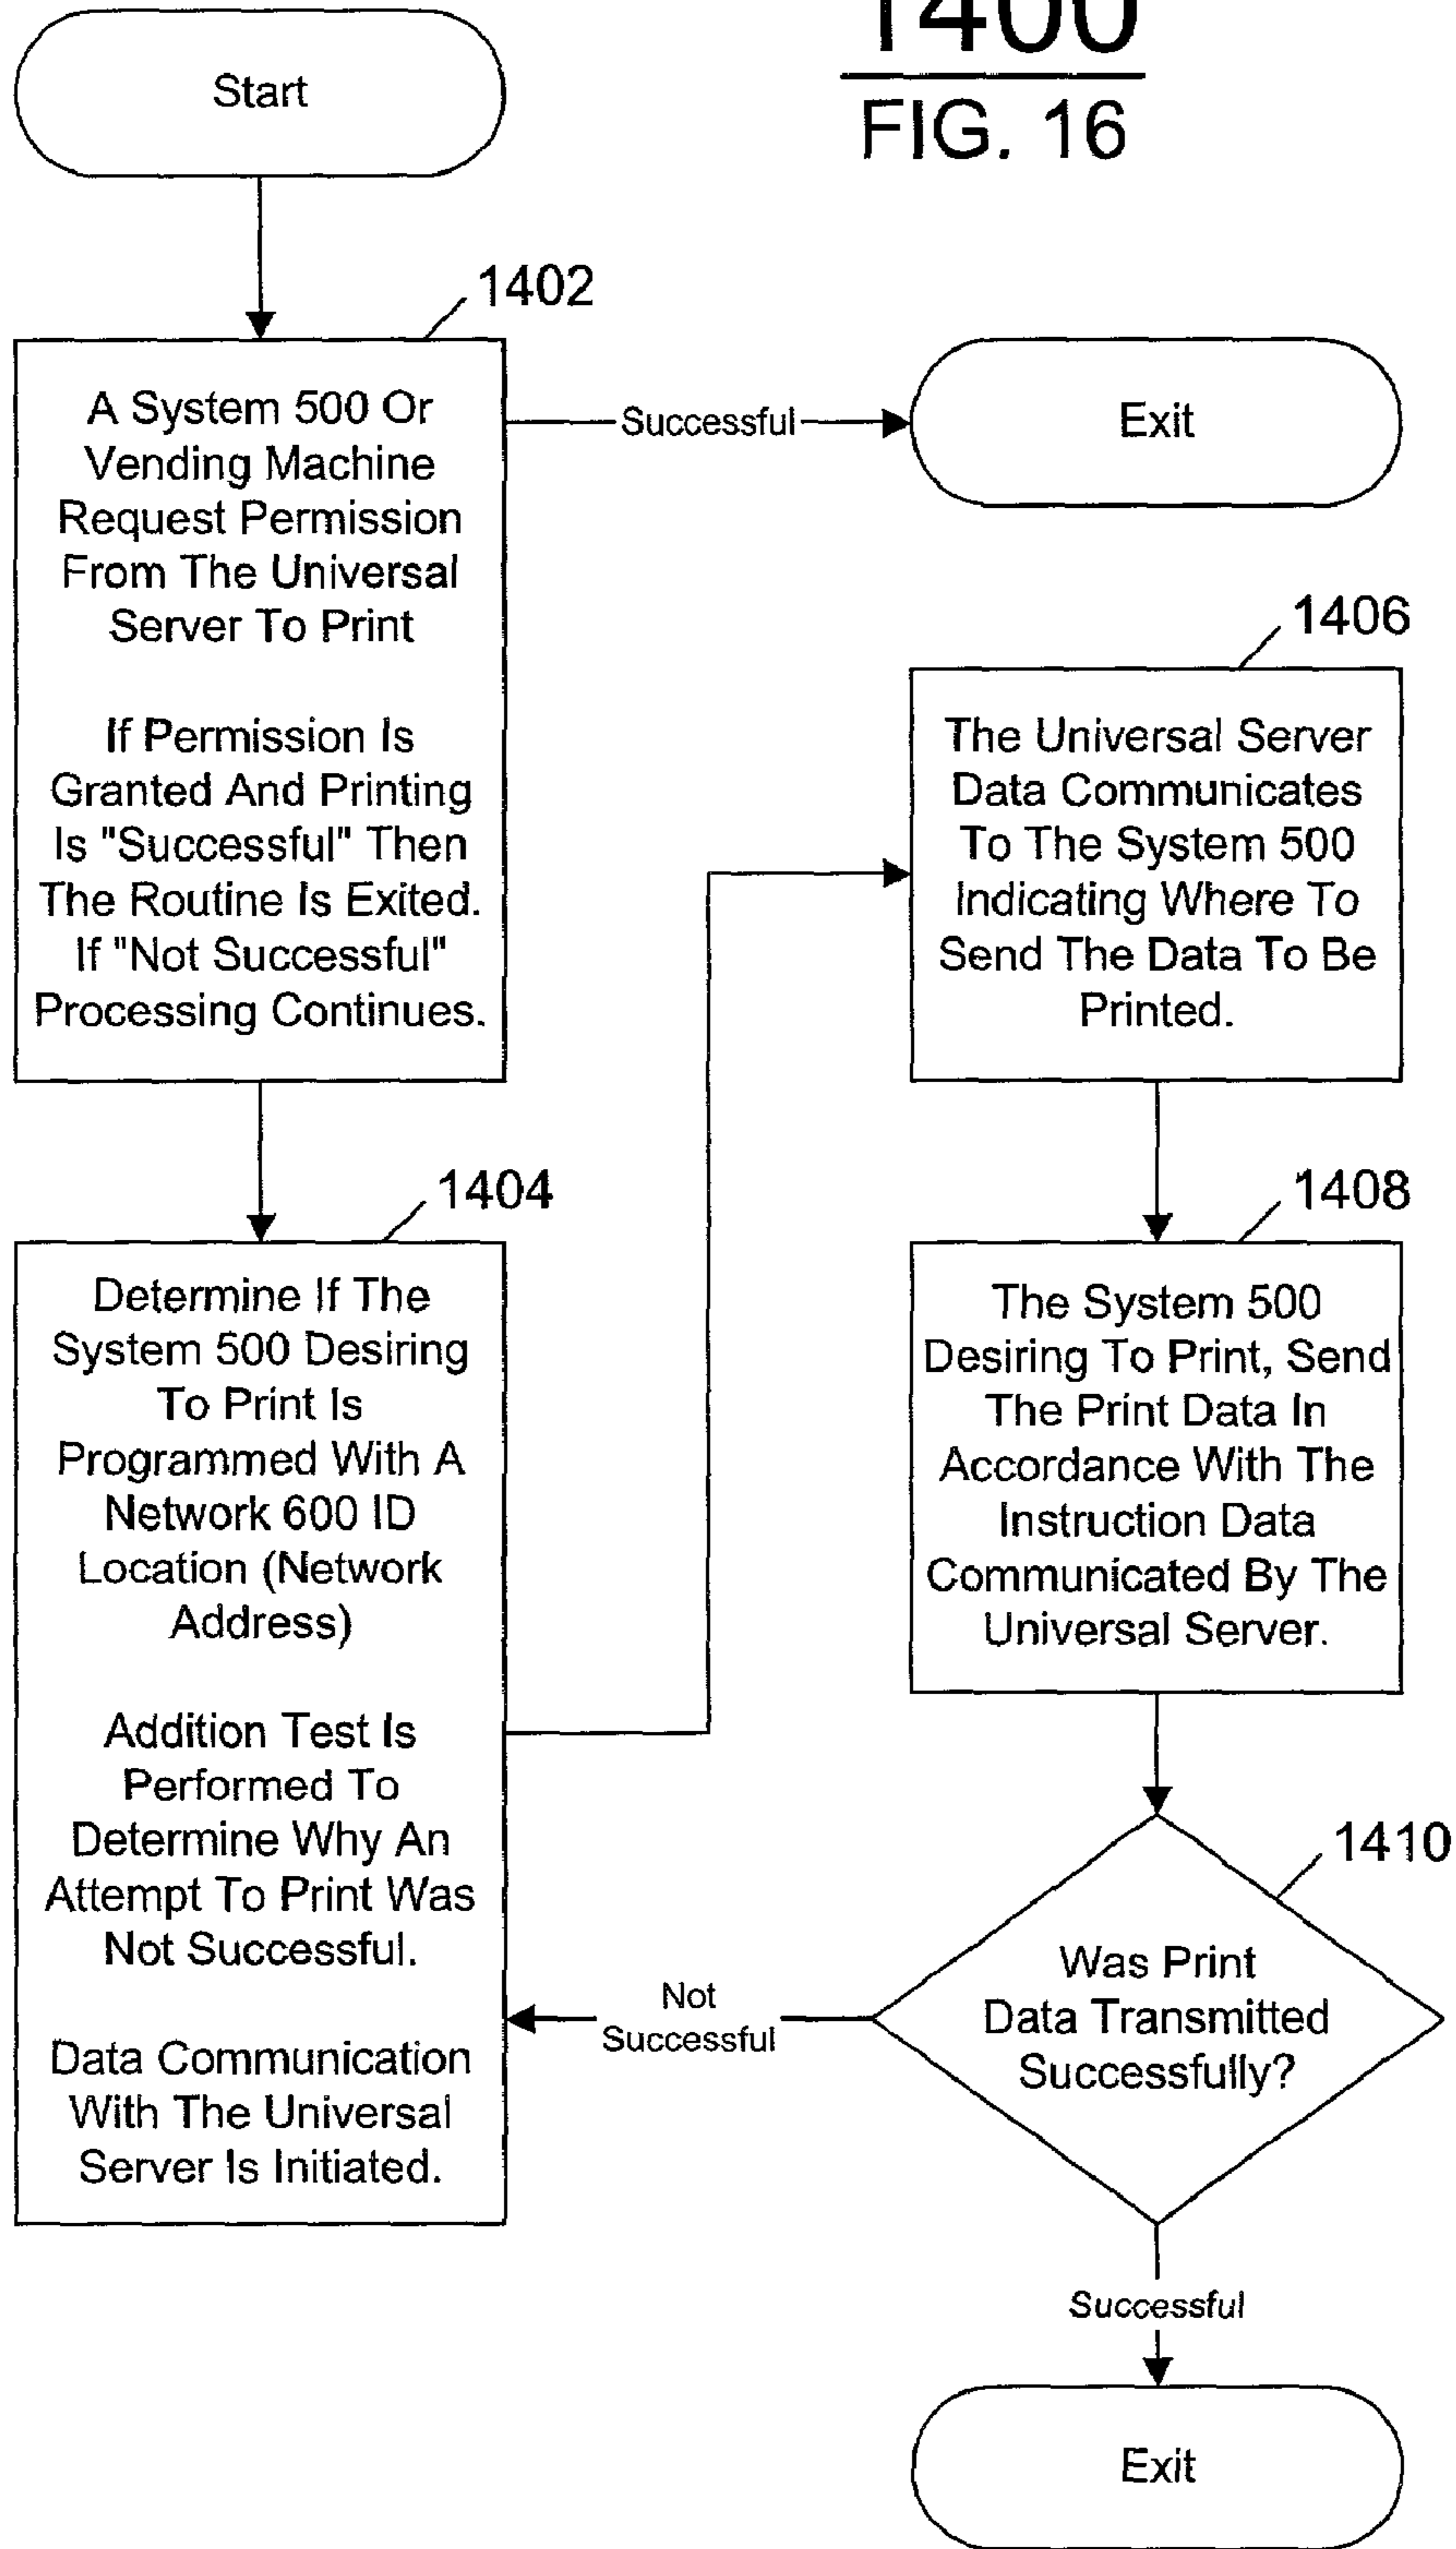 1400
FIG. 16
Start
1402
A System 500 Or
Vending Machine
Request Permission
From The Universal
Server To Print
If Permission Is
Granted And Printing
Is "Successful" Then
The Routine Is Exited.
If "Not Successful"
Processing Continues.
Successful
Exit
1404
Determine If The
System 500 Desiring
To Print Is
Programmed With A
Network 600 ID
Location (Network
Address)
Addition Test Is
Performed To
Determine Why An
Attempt To Print Was
Not Successful.
Data Communication
With The Universal
Server Is Initiated.
1406
The Universal Server
Data Communicates
To The System 500
Indicating Where To
Send The Data To Be
Printed.
1408
The System 500
Desiring To Print, Send
The Print Data In
Accordance With The
Instruction Data
Communicated By The
Universal Server.
1410
Was Print
Data Transmitted
Successfully?
Not
Successful
Successful
Exit